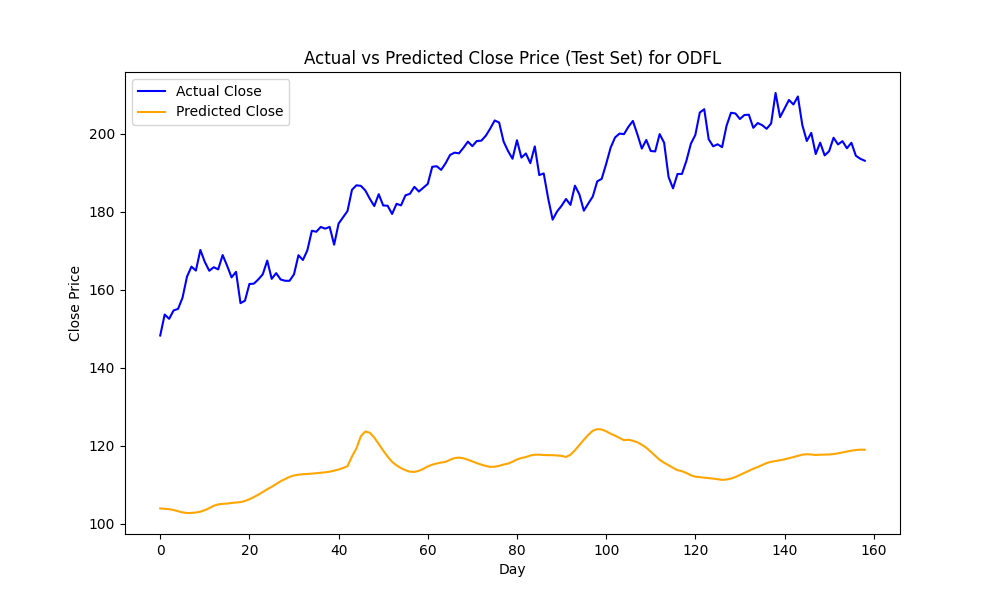 Actual vs Predicted Close Price (Test Set) for ODFL
Actual Close
Predicted Close
Close Price
200
180
160
140
120
100
0 20 40 60 80 100 120 140 160
Day